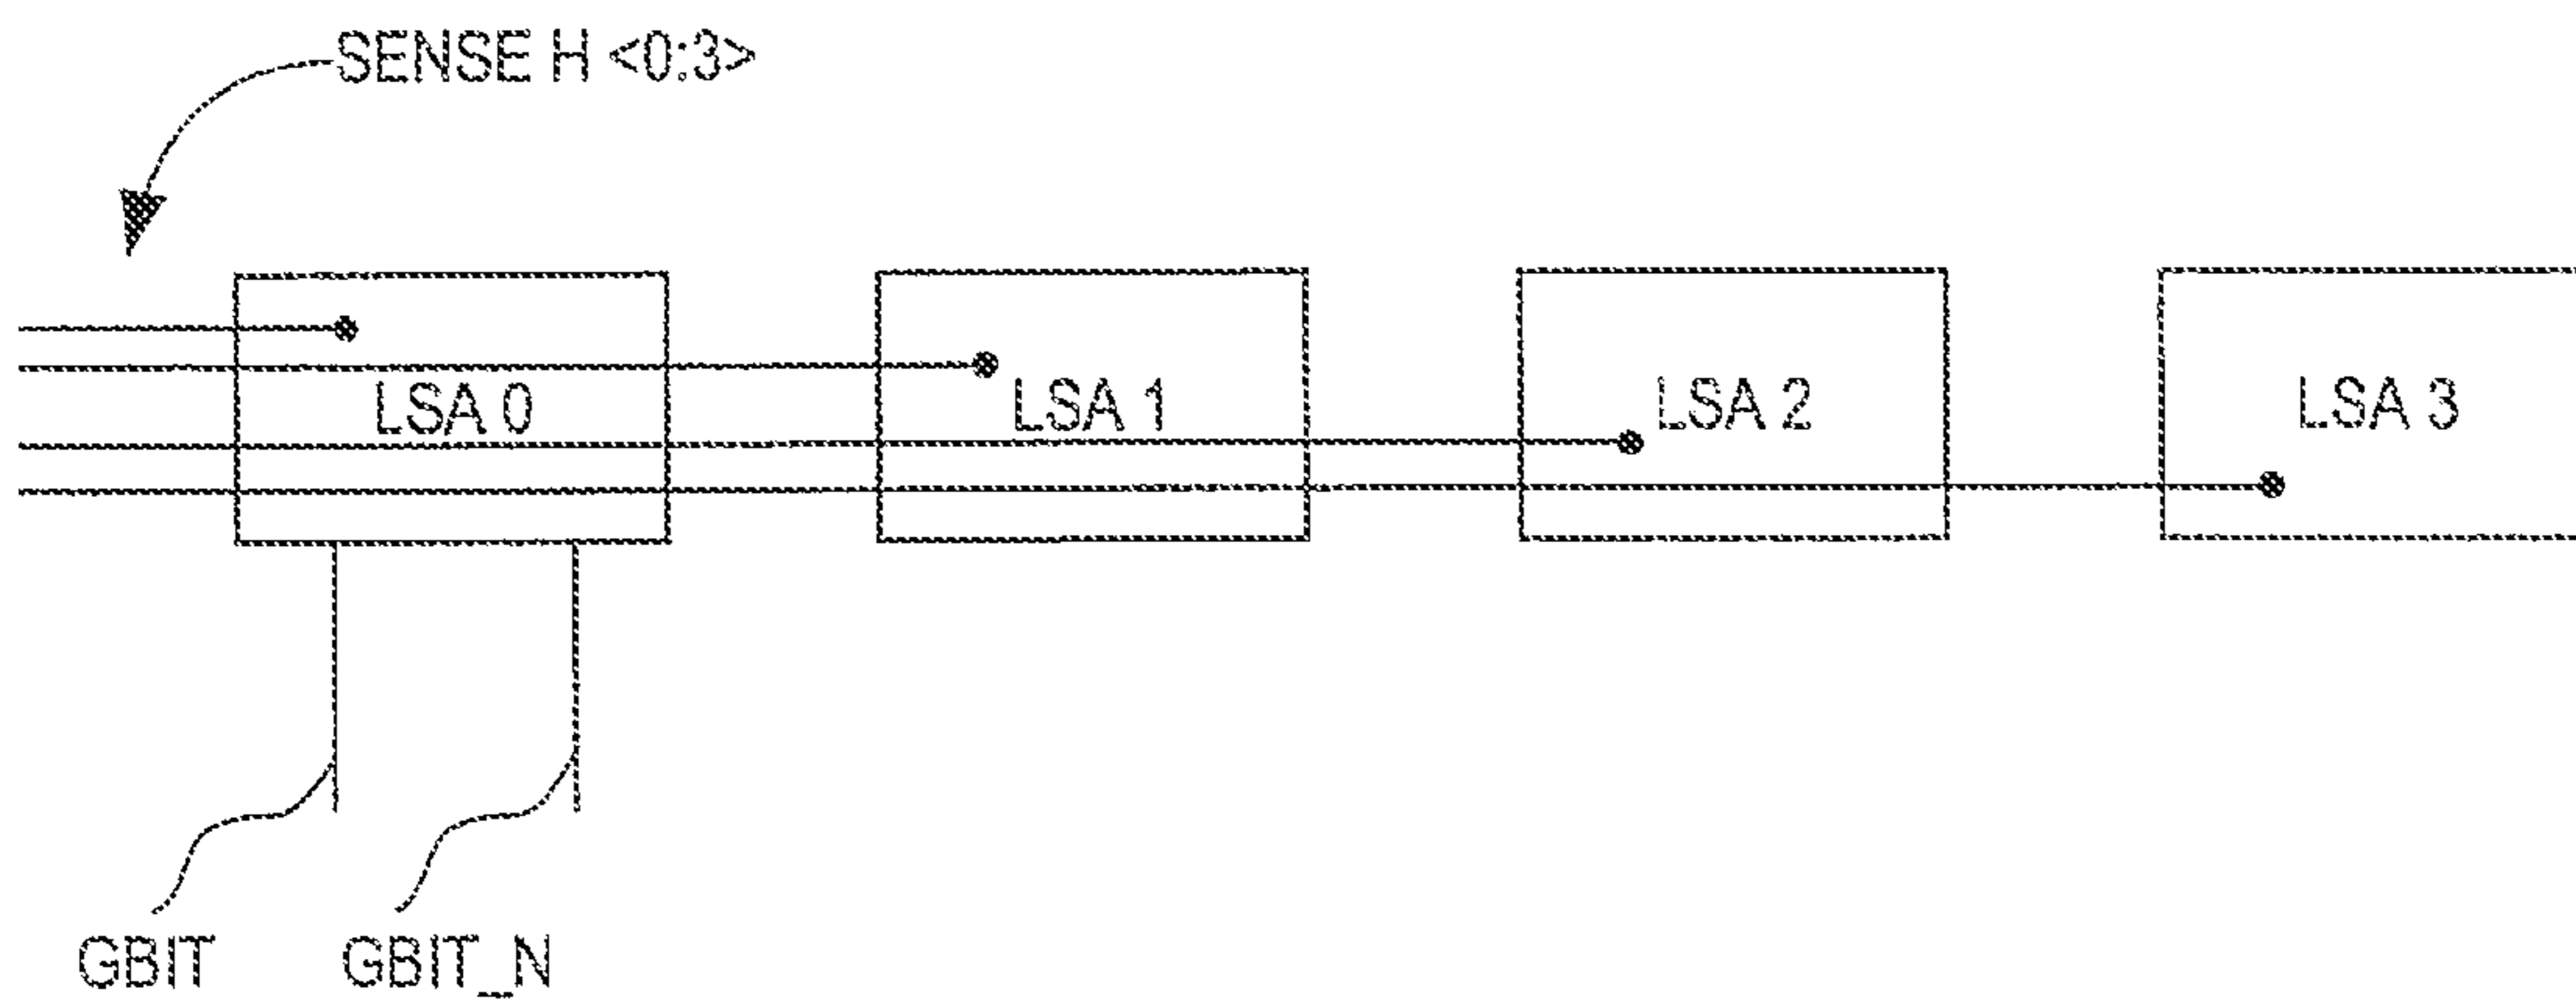 SENSE H <0:3>
LSA 0
LSA 1
LSA 2
LSA 3
GBIT
GBIT_N